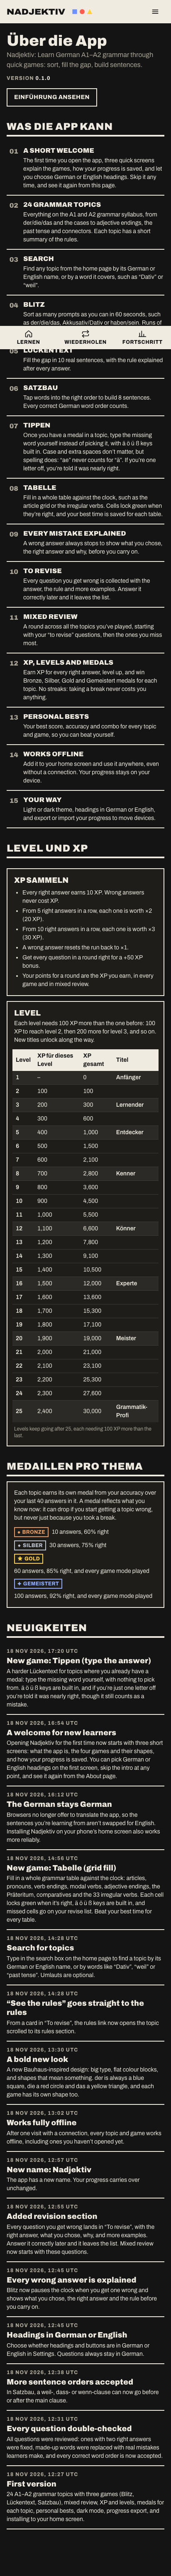 NADJEKTIV
Über die App
Nadjektiv: Learn German A1–A2 grammar through
quick games: sort, fill the gap, build sentences.
VERSION 0.1.0
EINFÜHRUNG ANSEHEN
WAS DIE APP KANN
01 A SHORT WELCOME
The first time you open the app, three quick screens
explain the games, how your progress is saved, and let
you choose German or English headings. Skip it any
time, and see it again from this page.
02 24 GRAMMAR TOPICS
Everything on the A1 and A2 grammar syllabus, from
der/die/das and the cases to adjective endings, the
past tense and connectors. Each topic has a short
summary of the rules.
03 SEARCH
Find any topic from the home page by its German or
English name, or by a word it covers, such as “Dativ” or
“weil”.
04 BLITZ
Sort as many prompts as you can in 60 seconds, such
as der/die/das, Akkusativ/Dativ or haben/sein. Runs of
LERNEN
WIEDERHOLEN
FORTSCHRITT
05 LÜCKENTEXT
Fill the gap in 10 real sentences, with the rule explained
after every answer.
06 SATZBAU
Tap words into the right order to build 8 sentences.
Every correct German word order counts.
07 TIPPEN
Once you have a medal in a topic, type the missing
word yourself instead of picking it, with ä ö ü ß keys
built in. Case and extra spaces don’t matter, but
spelling does: “ae” never counts for “ä”. If you’re one
letter off, you’re told it was nearly right.
08 TABELLE
Fill in a whole grammar table against the clock, such as the
article grid or the irregular verbs. Cells lock green when
they’re right, and your best time is saved for each table.
09 EVERY MISTAKE EXPLAINED
A wrong answer always stops to show what you chose,
the right answer and why, before you carry on.
10 TO REVISE
Every question you get wrong is collected with the
answer, the rule and more examples. Answer it
correctly later and it leaves the list.
11 MIXED REVIEW
A round across all the topics you’ve played, starting
with your “to revise” questions, then the ones you miss
most.
12 XP, LEVELS AND MEDALS
Earn XP for every right answer, level up, and win
Bronze, Silber, Gold and Gemeistert medals for each
topic. No streaks: taking a break never costs you
anything.
13 PERSONAL BESTS
Your best score, accuracy and combo for every topic
and game, so you can beat yourself.
14 WORKS OFFLINE
Add it to your home screen and use it anywhere, even
without a connection. Your progress stays on your
device.
15 YOUR WAY
Light or dark theme, headings in German or English,
and export or import your progress to move devices.
LEVEL UND XP
XP SAMMELN
• Every right answer earns 10 XP. Wrong answers
never cost XP.
• From 5 right answers in a row, each one is worth ×2
(20 XP).
• From 10 right answers in a row, each one is worth ×3
(30 XP).
• A wrong answer resets the run back to ×1.
• Get every question in a round right for a +50 XP
bonus.
• Your points for a round are the XP you earn, in every
game and in mixed review.
LEVEL
Each level needs 100 XP more than the one before: 100
XP to reach level 2, then 200 more for level 3, and so on.
New titles unlock along the way.
Level XP für dieses Level XP gesamt Titel
1 – 0 Anfänger
2 100 100
3 200 300 Lernender
4 300 600
5 400 1,000 Entdecker
6 500 1,500
7 600 2,100
8 700 2,800 Kenner
9 800 3,600
10 900 4,500
11 1,000 5,500
12 1,100 6,600 Könner
13 1,200 7,800
14 1,300 9,100
15 1,400 10,500
16 1,500 12,000 Experte
17 1,600 13,600
18 1,700 15,300
19 1,800 17,100
20 1,900 19,000 Meister
21 2,000 21,000
22 2,100 23,100
23 2,200 25,300
24 2,300 27,600
25 2,400 30,000 Grammatik-Profi
Levels keep going after 25, each needing 100 XP more than the
last.
MEDAILLEN PRO THEMA
Each topic earns its own medal from your accuracy over
your last 40 answers in it. A medal reflects what you
know now: it can drop if you start getting a topic wrong,
but never just because you took a break.
BRONZE 10 answers, 60% right
SILBER 30 answers, 75% right
GOLD
60 answers, 85% right, and every game mode played
GEMEISTERT
100 answers, 92% right, and every game mode played
NEUIGKEITEN
18 NOV 2026, 17:20 UTC
New game: Tippen (type the answer)
A harder Lückentext for topics where you already have a
medal: type the missing word yourself, with nothing to pick
from. ä ö ü ß keys are built in, and if you’re just one letter off
you’re told it was nearly right, though it still counts as a
mistake.
18 NOV 2026, 16:54 UTC
A welcome for new learners
Opening Nadjektiv for the first time now starts with three short
screens: what the app is, the four games and their shapes,
and how your progress is saved. You can pick German or
English headings on the first screen, skip the intro at any
point, and see it again from the About page.
18 NOV 2026, 16:12 UTC
The German stays German
Browsers no longer offer to translate the app, so the
sentences you’re learning from aren’t swapped for English.
Installing Nadjektiv on your phone’s home screen also works
more reliably.
18 NOV 2026, 14:56 UTC
New game: Tabelle (grid fill)
Fill in a whole grammar table against the clock: articles,
pronouns, verb endings, modal verbs, adjective endings, the
Präteritum, comparatives and the 33 irregular verbs. Each cell
locks green when it’s right, ä ö ü ß keys are built in, and
missed cells go into your revise list. Beat your best time for
every table.
18 NOV 2026, 14:28 UTC
Search for topics
Type in the search box on the home page to find a topic by its
German or English name, or by words like “Dativ”, “weil” or
“past tense”. Umlauts are optional.
18 NOV 2026, 14:28 UTC
“See the rules” goes straight to the
rules
From a card in “To revise”, the rules link now opens the topic
scrolled to its rules section.
18 NOV 2026, 13:30 UTC
A bold new look
A new Bauhaus-inspired design: big type, flat colour blocks,
and shapes that mean something. der is always a blue
square, die a red circle and das a yellow triangle, and each
game has its own shape too.
18 NOV 2026, 13:02 UTC
Works fully offline
After one visit with a connection, every topic and game works
offline, including ones you haven’t opened yet.
18 NOV 2026, 12:57 UTC
New name: Nadjektiv
The app has a new name. Your progress carries over
unchanged.
18 NOV 2026, 12:55 UTC
Added revision section
Every question you get wrong lands in “To revise”, with the
right answer, what you chose, why, and more examples.
Answer it correctly later and it leaves the list. Mixed review
now starts with these questions.
18 NOV 2026, 12:45 UTC
Every wrong answer is explained
Blitz now pauses the clock when you get one wrong and
shows what you chose, the right answer and the rule before
you carry on.
18 NOV 2026, 12:45 UTC
Headings in German or English
Choose whether headings and buttons are in German or
English in Settings. Questions always stay in German.
18 NOV 2026, 12:38 UTC
More sentence orders accepted
In Satzbau, a weil-, dass- or wenn-clause can now go before
or after the main clause.
18 NOV 2026, 12:31 UTC
Every question double-checked
All questions were reviewed: ones with two right answers
were fixed, made-up words were replaced with real mistakes
learners make, and every correct word order is now accepted.
18 NOV 2026, 12:27 UTC
First version
24 A1–A2 grammar topics with three games (Blitz,
Lückentext, Satzbau), mixed review, XP and levels, medals for
each topic, personal bests, dark mode, progress export, and
installing to your home screen.